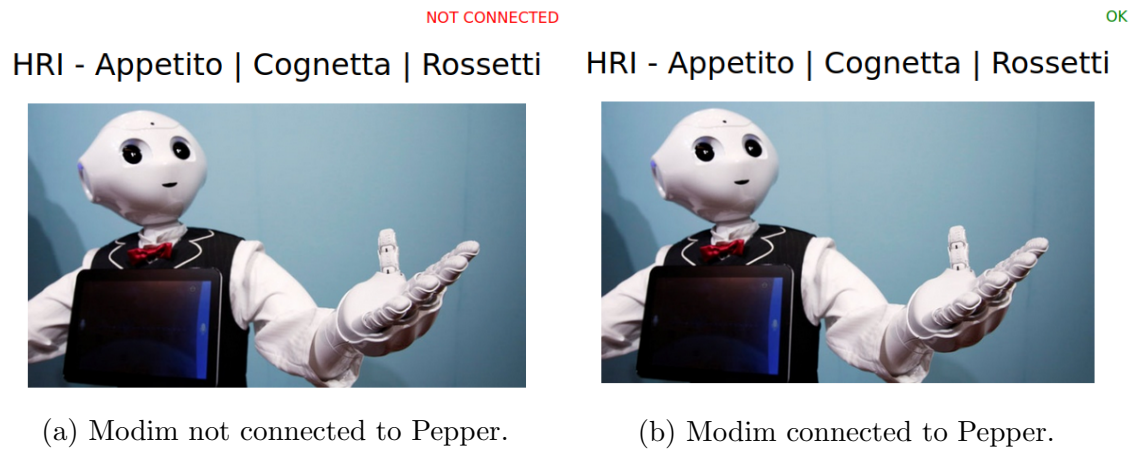 NOT CONNECTED
HRI - Appetito | Cognetta | Rossetti
(a) Modim not connected to Pepper.
OK
HRI - Appetito | Cognetta | Rossetti
(b) Modim connected to Pepper.